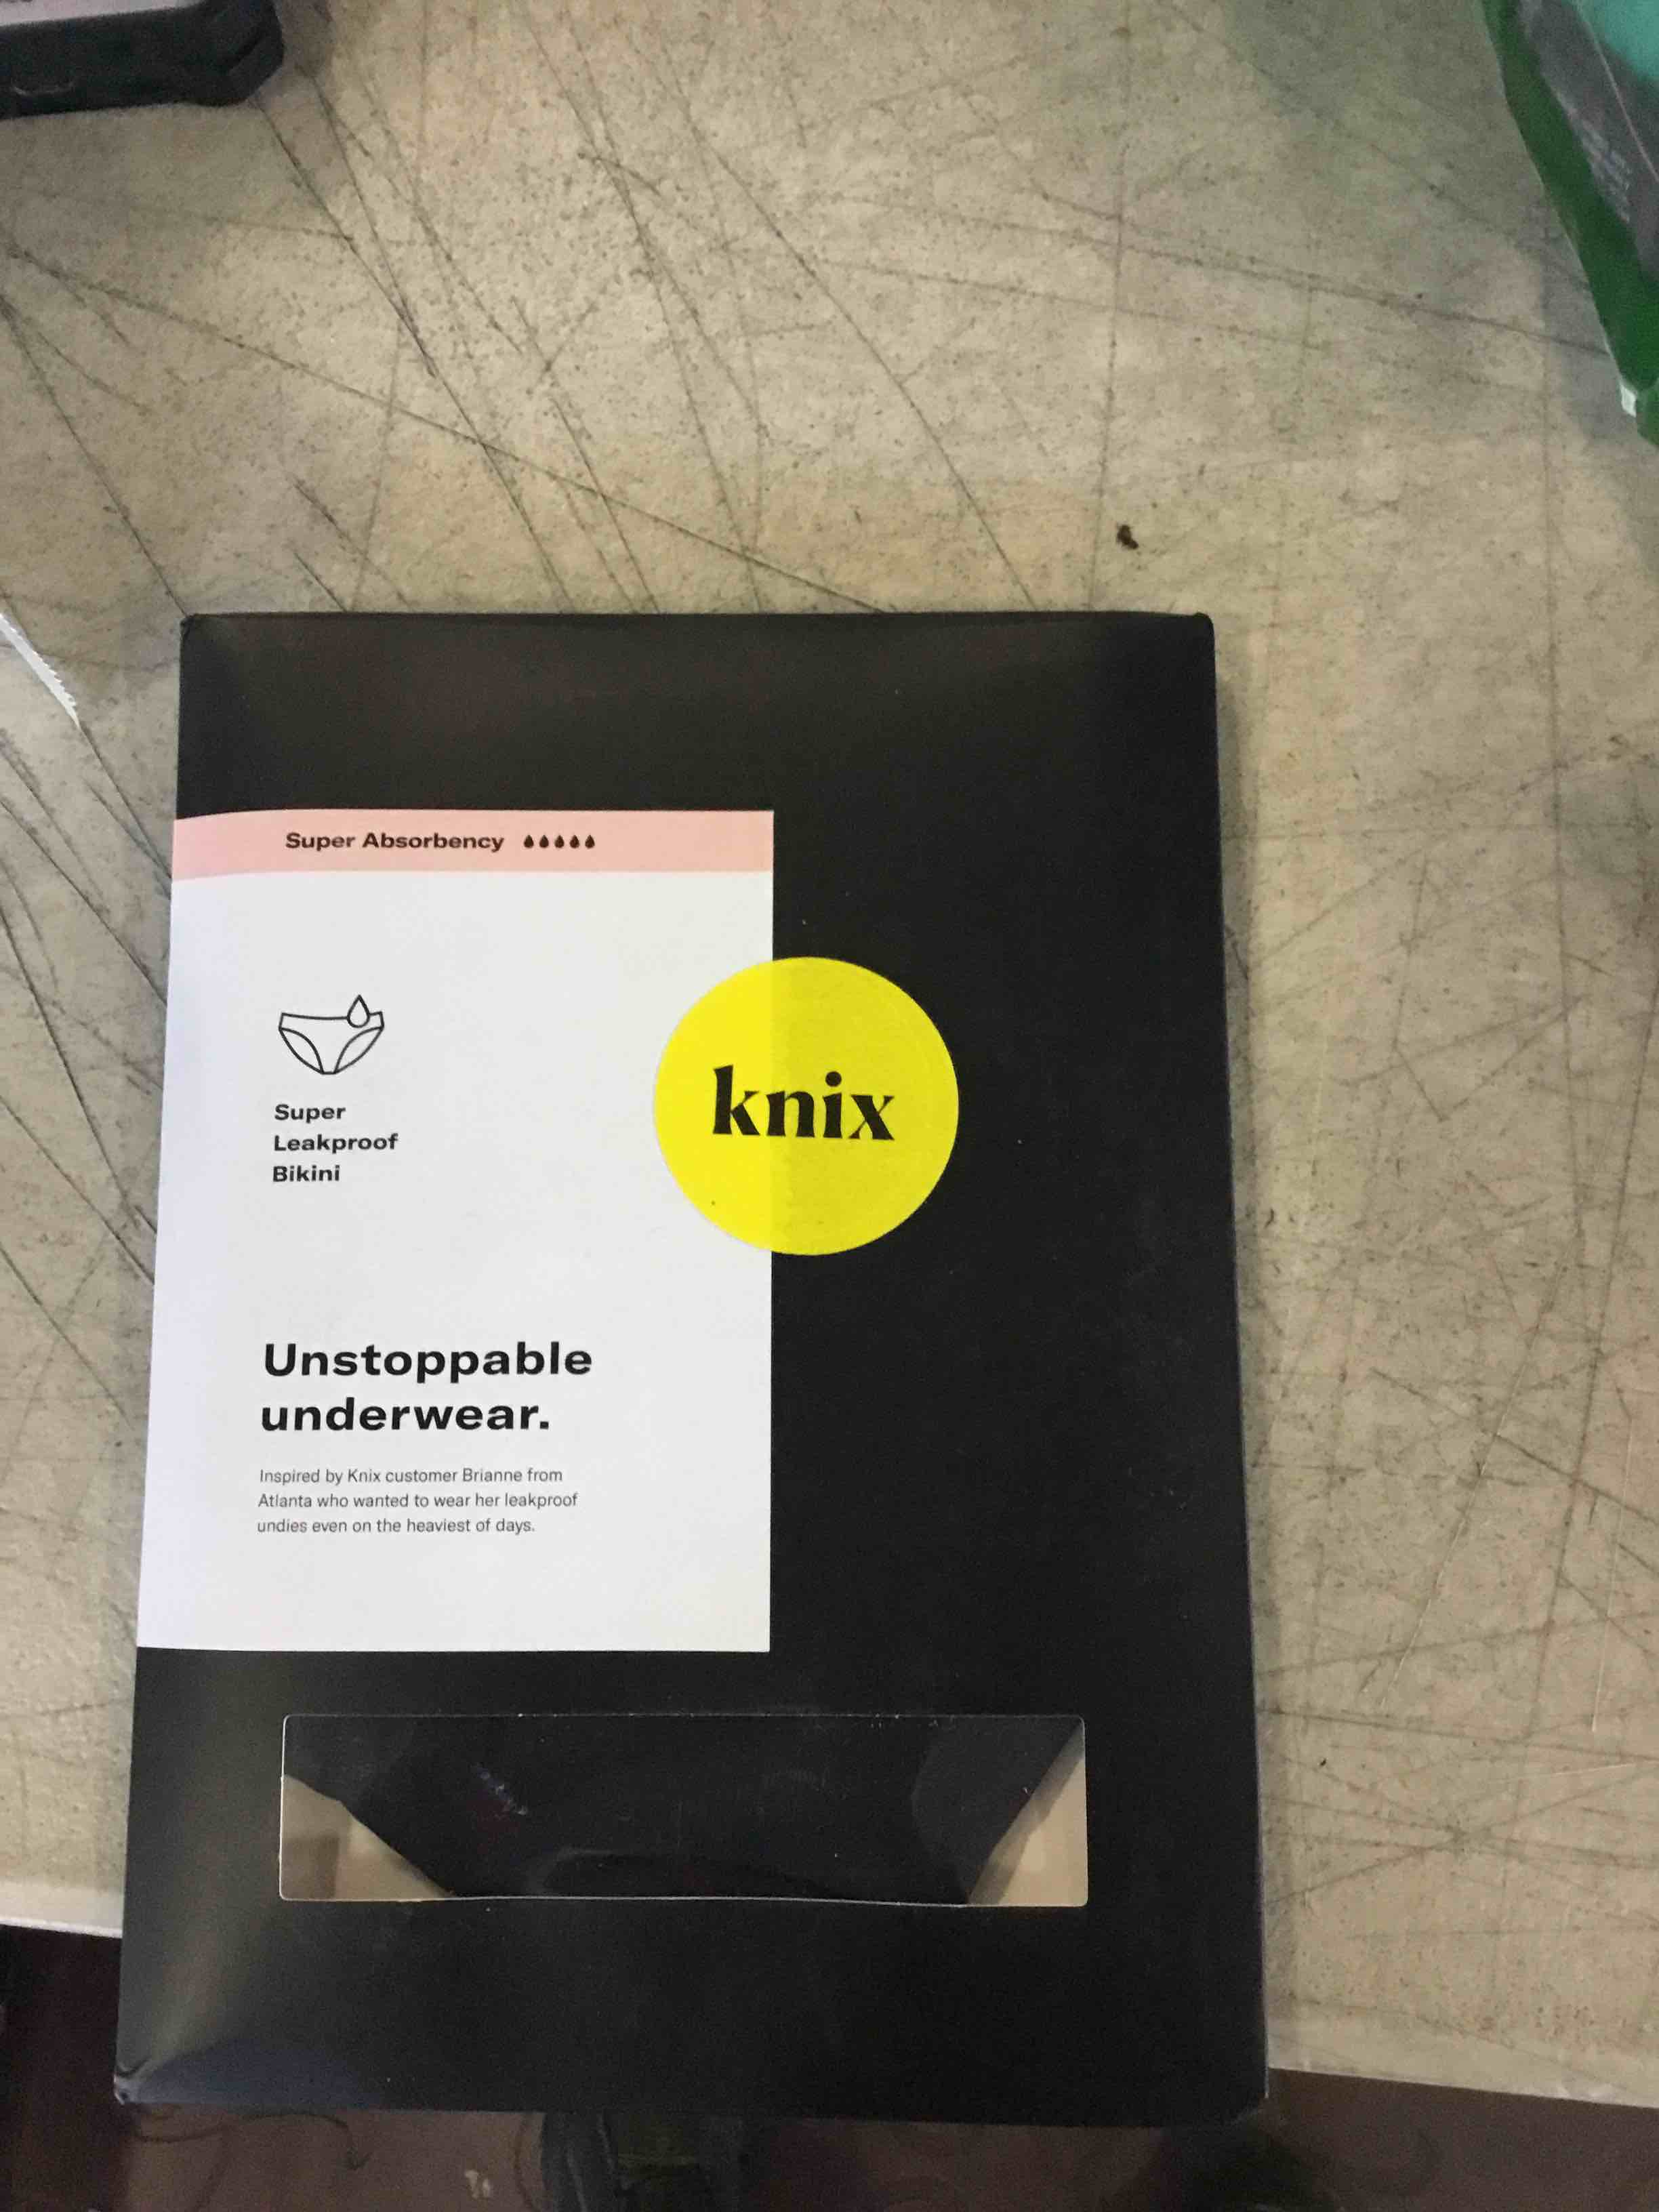 Super Absorbency
knix
Super
Leakproof
Bikini
Unstoppable
underwear.
Inspired by Knix customer Brianne from
Atlanta who wanted to wear her leakproof
undies even on the heaviest of days.